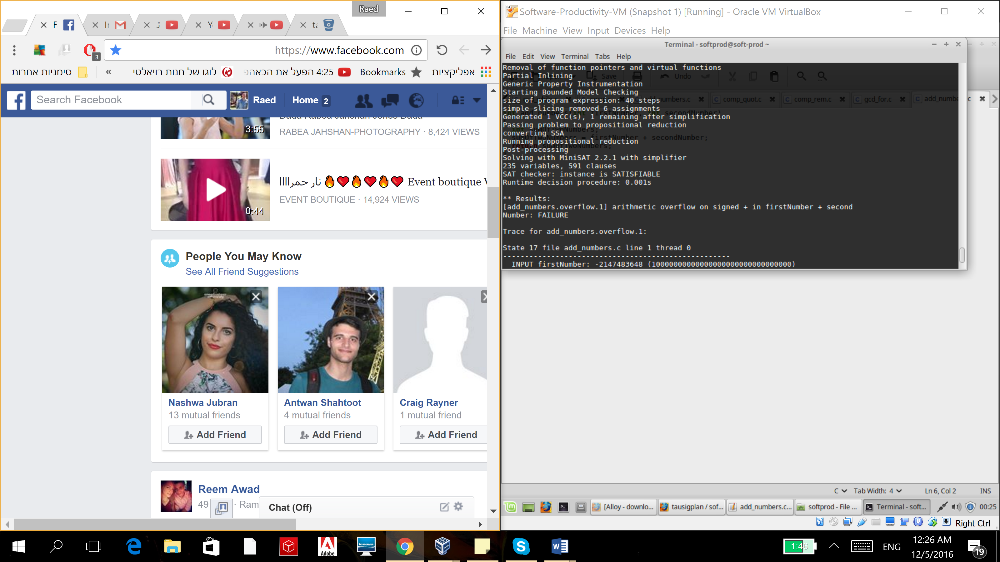 Raed
F
Ir
ta
https://www.facebook.com
3
סימניות אחרות
«
לוגו של חנות רויאלטי
4:25 הפעל את הבאהפ
Bookmarks
אפליקציות
Search Facebook
Raed
Home 2
3:55
RABEA JAHSHAN-PHOTOGRAPHY · 8,424 VIEWS
0:44
نار حمراااا 🔥❤🔥❤🔥❤ Event boutique
EVENT BOUTIQUE · 14,924 VIEWS
People You May Know
See All Friend Suggestions
Nashwa Jubran
13 mutual friends
Add Friend
Antwan Shahtoot
4 mutual friends
Add Friend
Craig Rayner
1 mutual friend
Add Friend
Reem Awad
49
· Ram
Chat (Off)
Software-Productivity-VM (Snapshot 1) [Running] - Oracle VM VirtualBox
File Machine View Input Devices Help
Terminal - softprod@soft-prod ~
File Edit View Terminal Tabs Help
Save
Undo
numbers.c
comp_quot.c
comp_rem.c
gcd_for.c
add_numbe
c
Removal of function pointers and virtual functions
Partial Inlining
Generic Property Instrumentation
Starting Bounded Model Checking
size of program expression: 40 steps
simple slicing removed 6 assignments
Generated 1 VCC(s), 1 remaining after simplification
Passing problem to propositional reduction
converting SSA
Running propositional reduction
Post-processing
Solving with MiniSAT 2.2.1 with simplifier
235 variables, 591 clauses
SAT checker: instance is SATISFIABLE
Runtime decision procedure: 0.001s
** Results:
[add_numbers.overflow.1] arithmetic overflow on signed + in firstNumber + second
Number: FAILURE
Trace for add_numbers.overflow.1:
State 17 file add_numbers.c line 1 thread 0
----------------------------------------------------
INPUT firstNumber: -2147483648 (10000000000000000000000000000000)
C
Tab Width: 4
Ln 6, Col 2
INS
[Alloy - downlo...
tausigplan / sof...
add_numbers.c...
softprod - File ...
Terminal - soft...
00:25
Right Ctrl
Adobe
lenovo
1:46
ENG
12:26 AM
12/5/2016
19